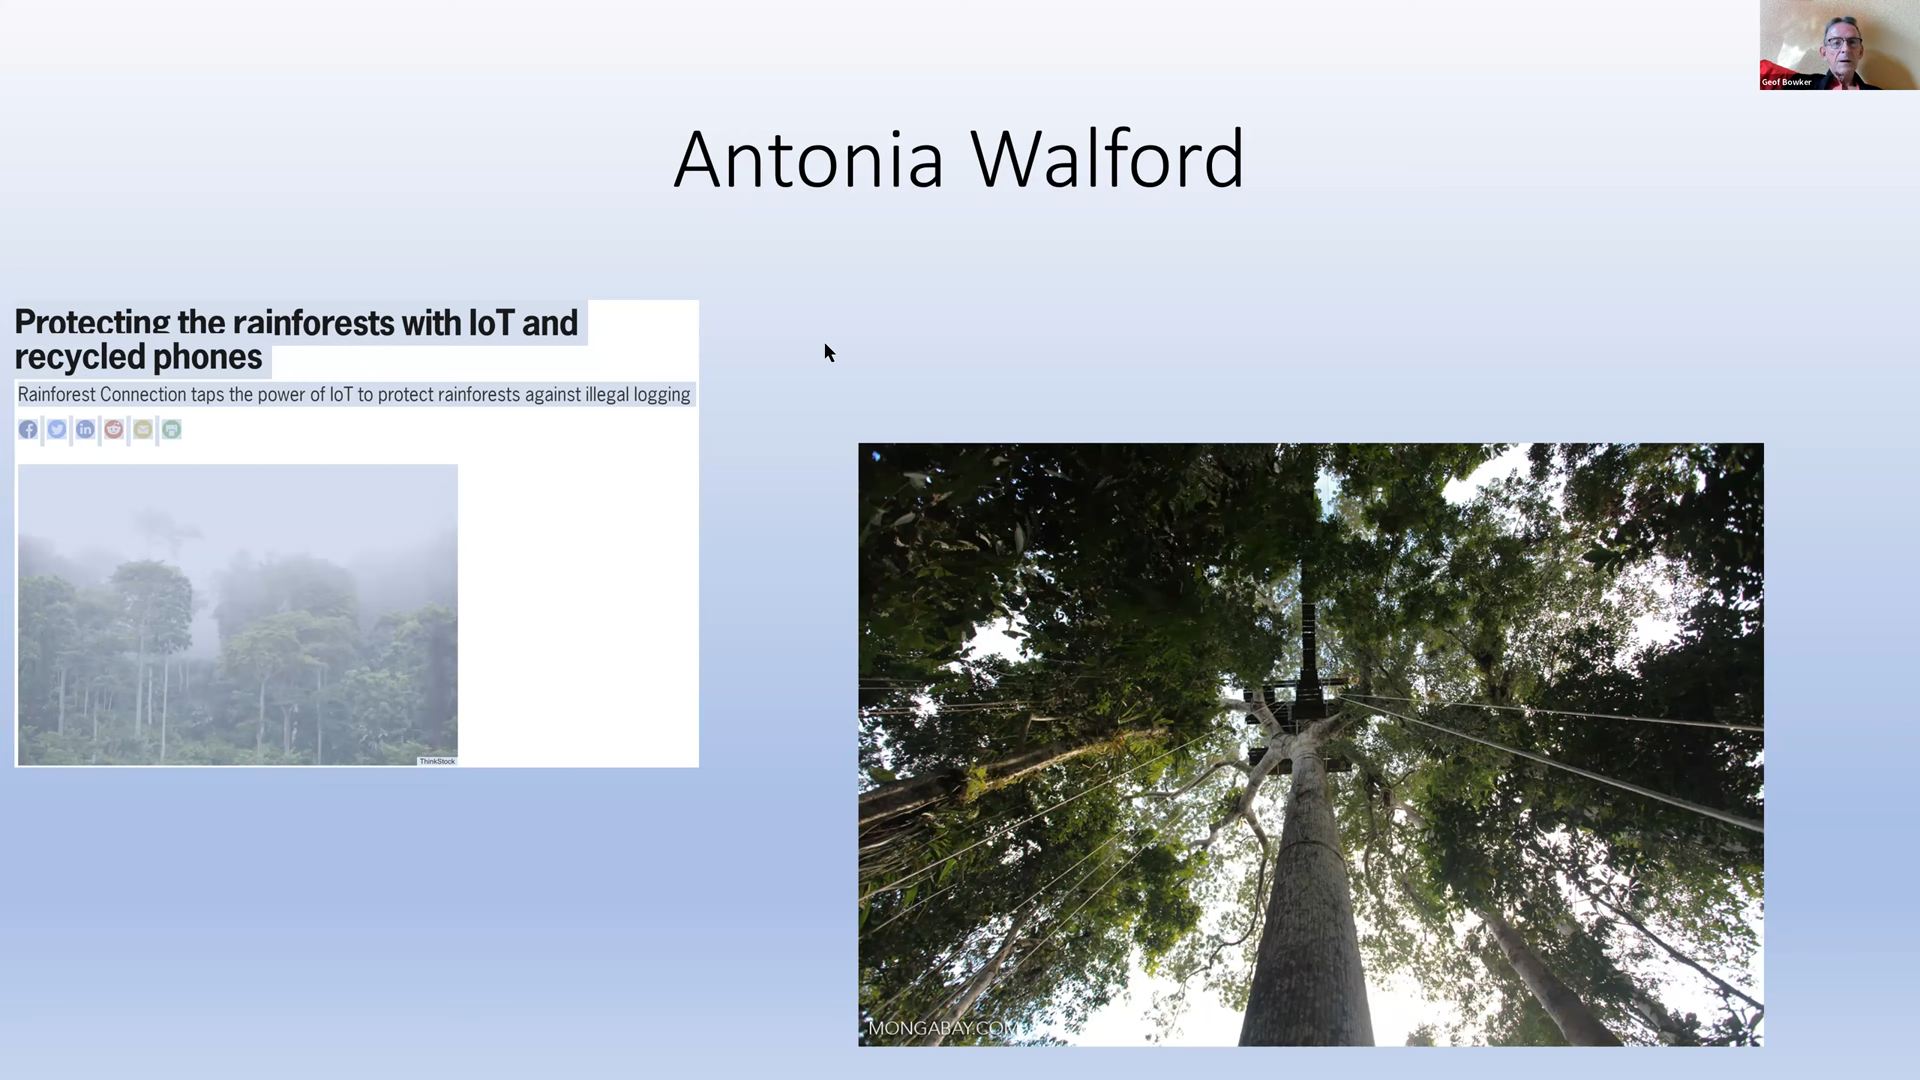 Geof Bowker
Antonia Walford
Protecting the rainforests with IoT and
recycled phones
Rainforest Connection taps the power of IoT to protect rainforests against illegal logging
ThinkStock
MONGABAY.COM